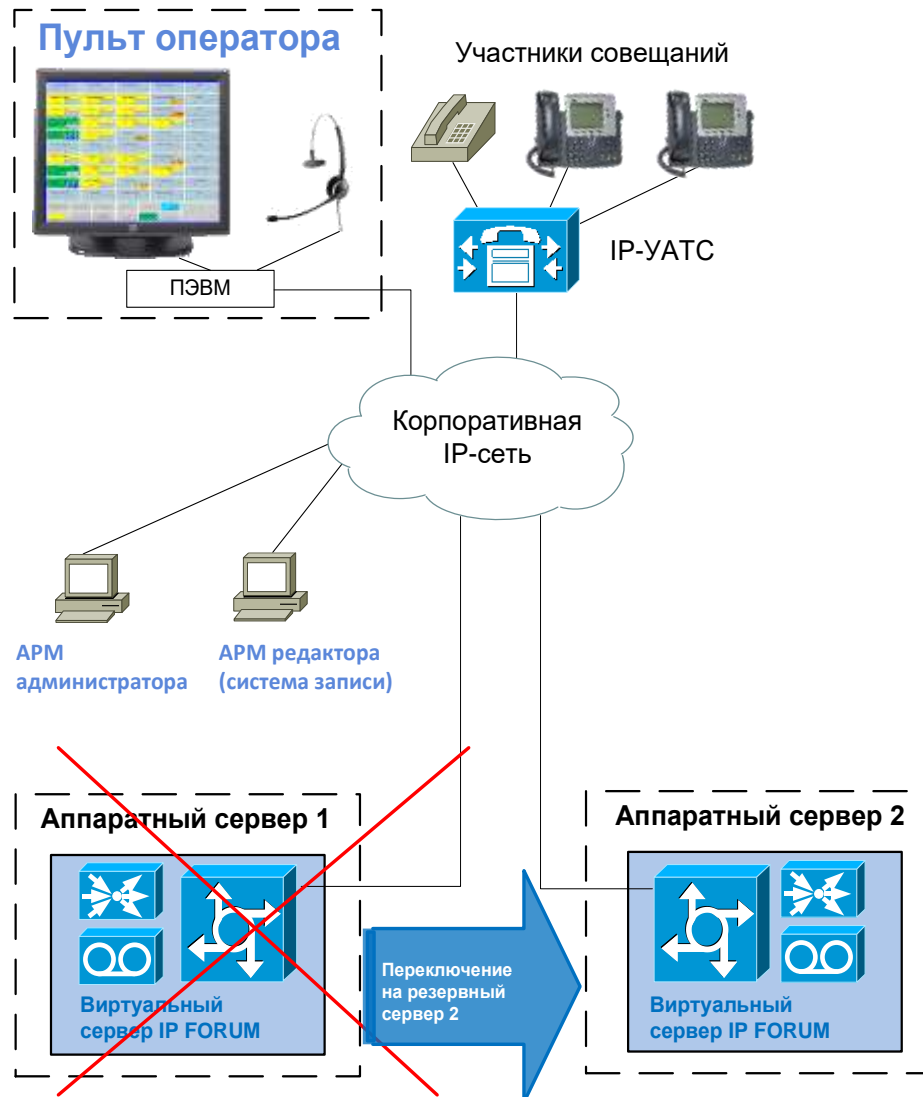 Пульт оператора
Участники совещаний
ПЭВМ
IP-УАТС
Корпоративная
IP-сеть
АРМ
администратора
АРМ редактора
(система записи)
Аппаратный сервер 1
Виртуальный
сервер IP FORUM
Переключение
на резервный
сервер 2
Аппаратный сервер 2
Виртуальный
сервер IP FORUM